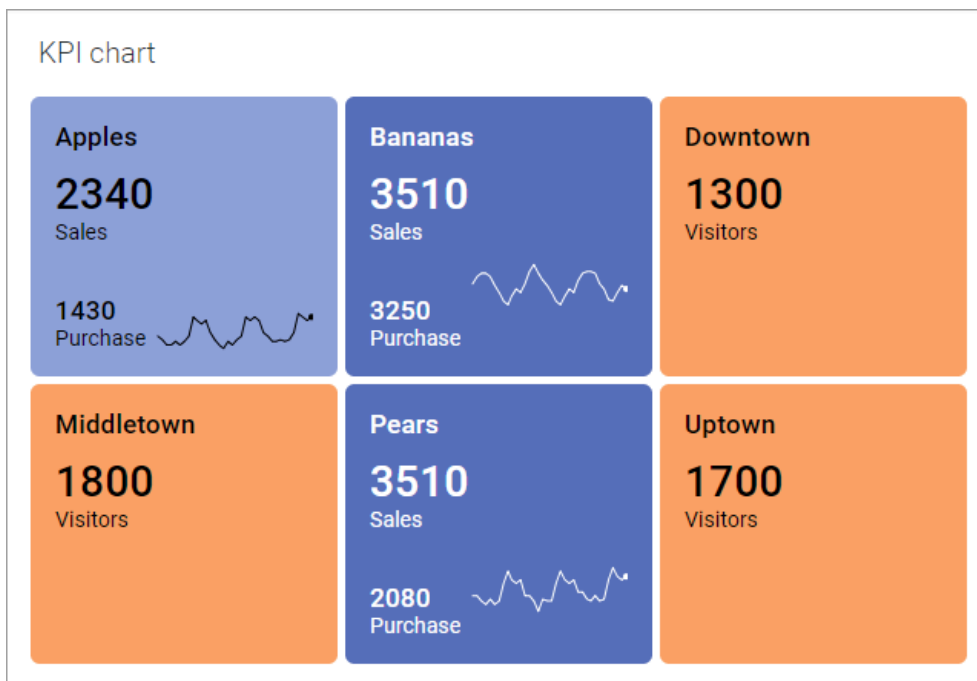 KPI chart
Apples
2340
Sales
1430
Purchase
Bananas
3510
Sales
3250
Purchase
Downtown
1300
Visitors
Middletown
1800
Visitors
Pears
3510
Sales
2080
Purchase
Uptown
1700
Visitors